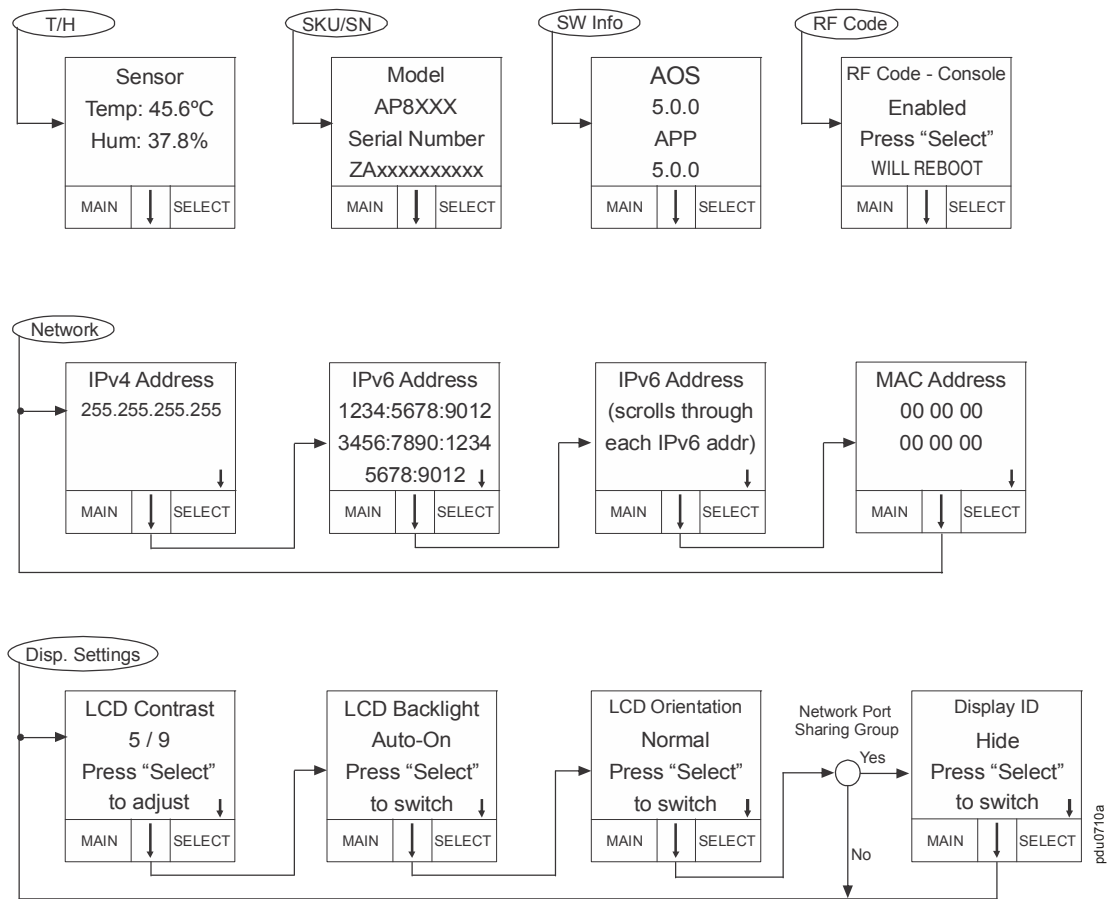 T/H
SKU/SN
SW Info
RF Code
Sensor
Temp: 45.6ºC
Hum: 37.8%
MAIN
SELECT
Model
AP8XXX
Serial Number
ZAxxxxxxxxxx
MAIN
SELECT
AOS
5.0.0
APP
5.0.0
MAIN
SELECT
RF Code - Console
Enabled
Press “Select”
WILL REBOOT
MAIN
SELECT
Network
IPv4 Address
255.255.255.255
MAIN
SELECT
IPv6 Address
1234:5678:9012
3456:7890:1234
5678:9012
MAIN
SELECT
IPv6 Address
(scrolls through
each IPv6 addr)
MAIN
SELECT
MAC Address
00 00 00
00 00 00
MAIN
SELECT
Disp. Settings
LCD Contrast
5 / 9
Press “Select”
to adjust
MAIN
SELECT
LCD Backlight
Auto-On
Press “Select”
to switch
MAIN
SELECT
LCD Orientation
Normal
Press “Select”
to switch
MAIN
SELECT
Network Port
Sharing Group
Yes
No
Display ID
Hide
Press “Select”
to switch
MAIN
SELECT
pdu0710a